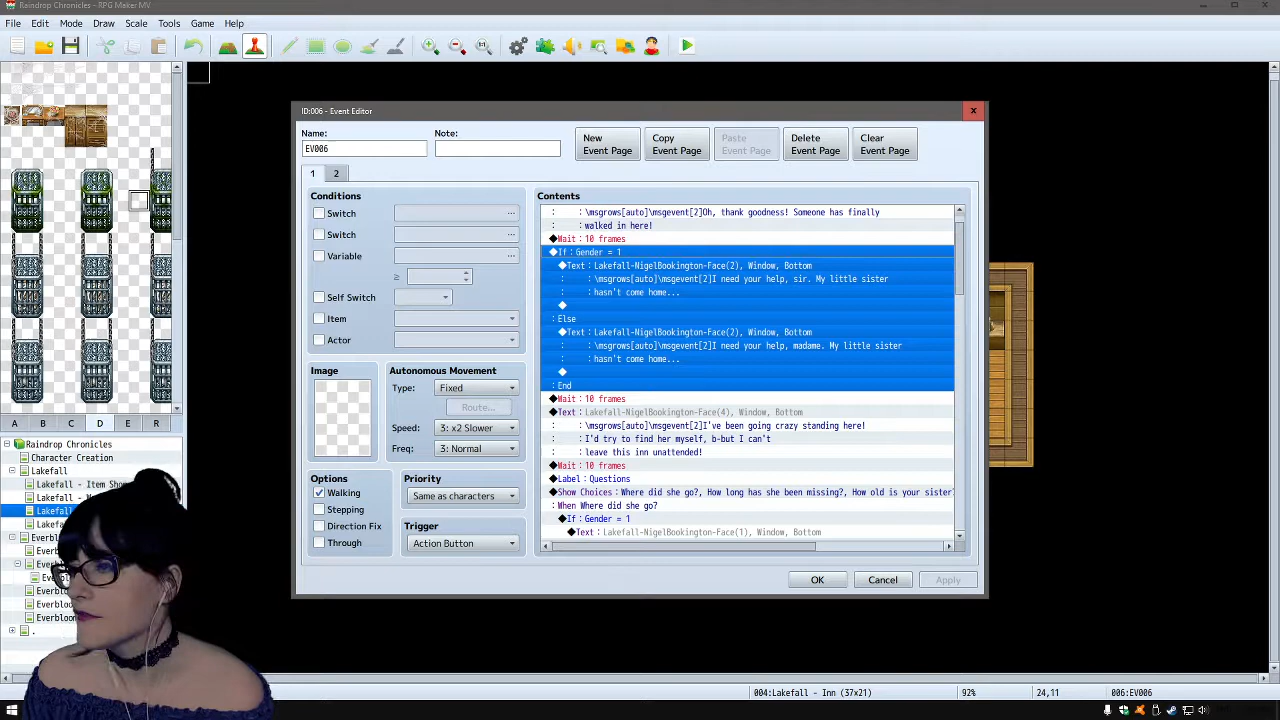 Raindrop Chronicles - RPG Maker MV
File Edit Mode Draw Scale Tools Game Help
ID:006 - Event Editor
Name:
Note:
EV006
New
Event Page
Copy
Event Page
Paste
Event Page
Delete
Event Page
Clear
Event Page
1 2
Conditions
Switch
Switch
Variable
≥
Self Switch
Item
Actor
Image
Autonomous Movement
Type: Fixed
Route...
Speed: 3: x2 Slower
Freq: 3: Normal
Options
Walking
Stepping
Direction Fix
Through
Priority
Same as characters
Trigger
Action Button
Contents
: :\msgrows[auto]\msgevent[2]Oh, thank goodness! Someone has finally
: :walked in here!
◆Wait:10 frames
◆If:Gender = 1
◆Text:Lakefall-NigelBookington-Face(2), Window, Bottom
: :\msgrows[auto]\msgevent[2]I need your help, sir. My little sister
: :hasn't come home...
◆
:Else
◆Text:Lakefall-NigelBookington-Face(2), Window, Bottom
: :\msgrows[auto]\msgevent[2]I need your help, madame. My little sister
: :hasn't come home...
◆
:End
◆Wait:10 frames
◆Text:Lakefall-NigelBookington-Face(4), Window, Bottom
: :\msgrows[auto]\msgevent[2]I've been going crazy standing here!
: :I'd try to find her myself, b-but I can't
: :leave this inn unattended!
◆Wait:10 frames
◆Label:Questions
◆Show Choices:Where did she go?, How long has she been missing?, How old is your sister?
:When Where did she go?
◆If:Gender = 1
◆Text:Lakefall-NigelBookington-Face(1), Window, Bottom
OK
Cancel
Apply
A B C D E R
Raindrop Chronicles
Character Creation
Lakefall
Lakefall - Item Sho
Lakefall -
Lakefall
Lakef
Everblo
Ever
Everbl
Everb
Everbloo
Everbloo
Everbloom
.
004:Lakefall - Inn (37x21)
92%
24,11
006:EV006